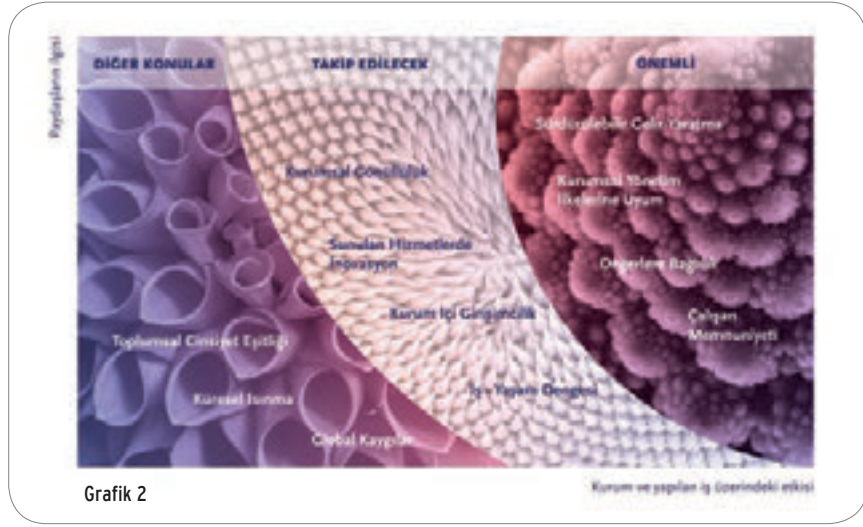 Paydaşların İlgisi
DİĞER KONULAR
TAKİP EDİLECEK
ÖNEMLİ
Sürdürülebilir Gelir Yaratma
Kurumsal Gönüllülük
Kurumsal Yönetim
İlkelerine Uyum
Sunulan Hizmetlerde
İnovasyon
Değerlere Bağlılık
Kurum İçi Girişimcilik
Çalışan
Memnuniyeti
Toplumsal Cinsiyet Eşitliği
İş - Yaşam Dengesi
Küresel Isınma
Global Kaygılar
Grafik 2
Kurum ve yapılan iş üzerindeki etkisi